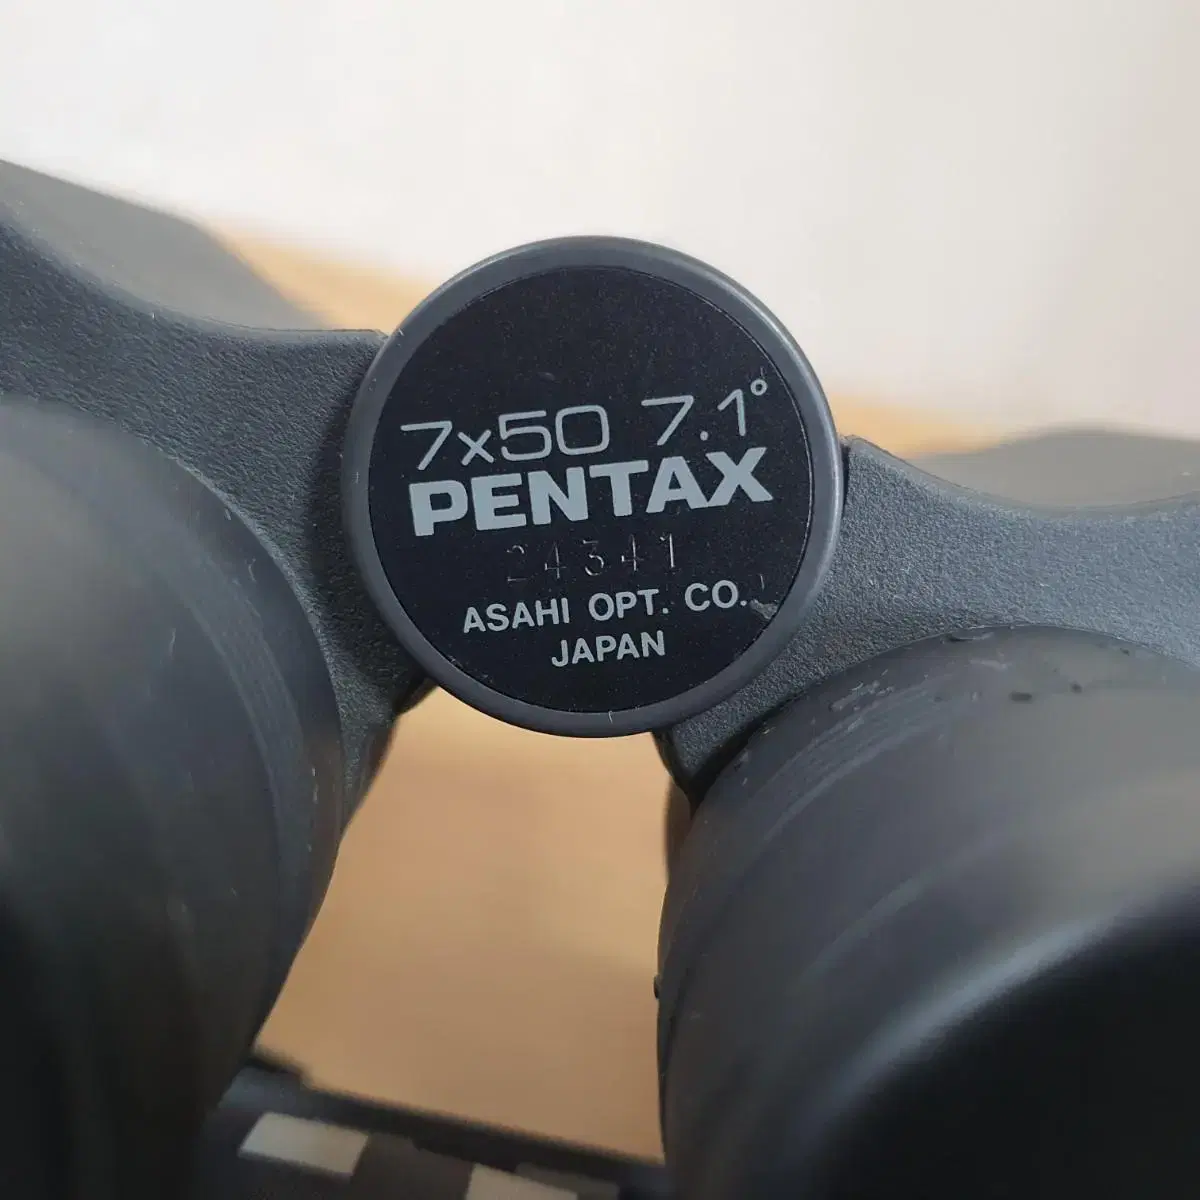 7x50 7.1°
PENTAX
24341
ASAHI OPT. CO.
JAPAN